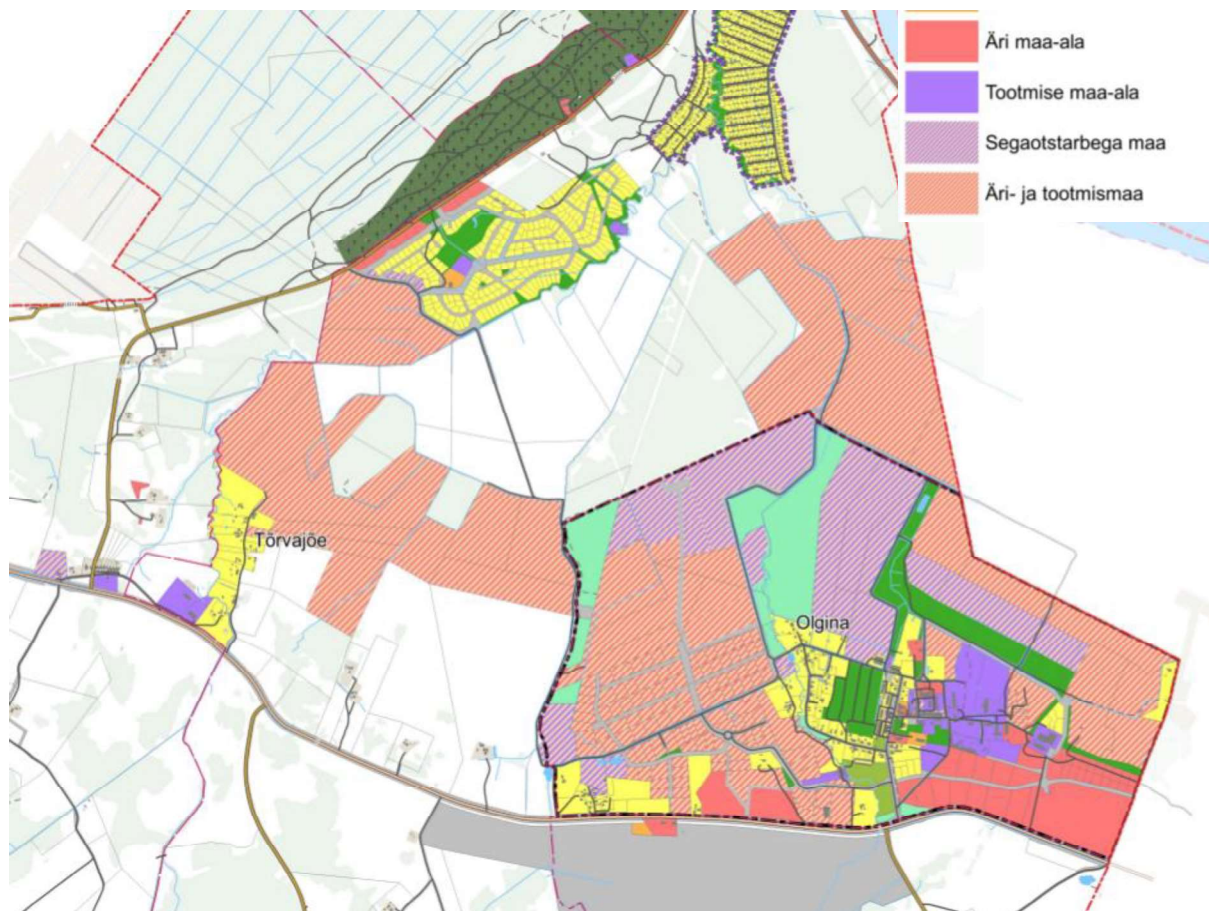 Äri maa-ala
Tootmise maa-ala
Segaotstarbega maa
Äri- ja tootmismaa
Tõrvajõe
Olgina